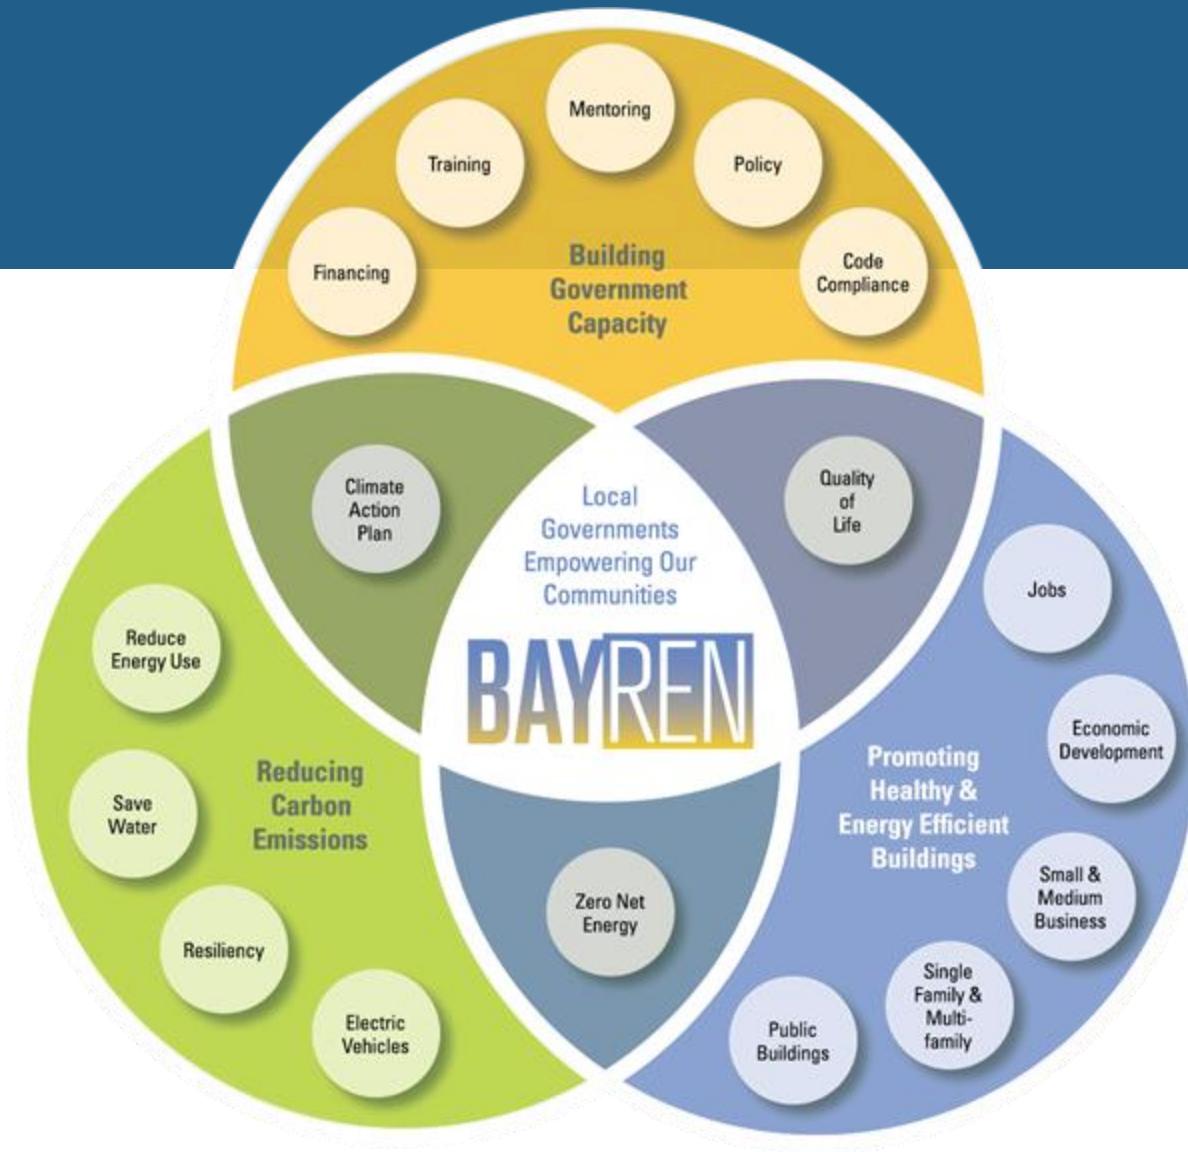 Mentoring
Training
Policy
Financing
Building
Government
Capacity
Code
Compliance
Climate
Action
Plan
Local
Governments
Empowering Our
Communities
BAYREN
Quality
of
Life
Reduce
Energy Use
Save
Water
Resiliency
Electric
Vehicles
Reducing
Carbon
Emissions
Zero Net
Energy
Promoting
Healthy &
Energy Efficient
Buildings
Jobs
Economic
Development
Small &
Medium
Business
Single
Family &
Multi-
family
Public
Buildings